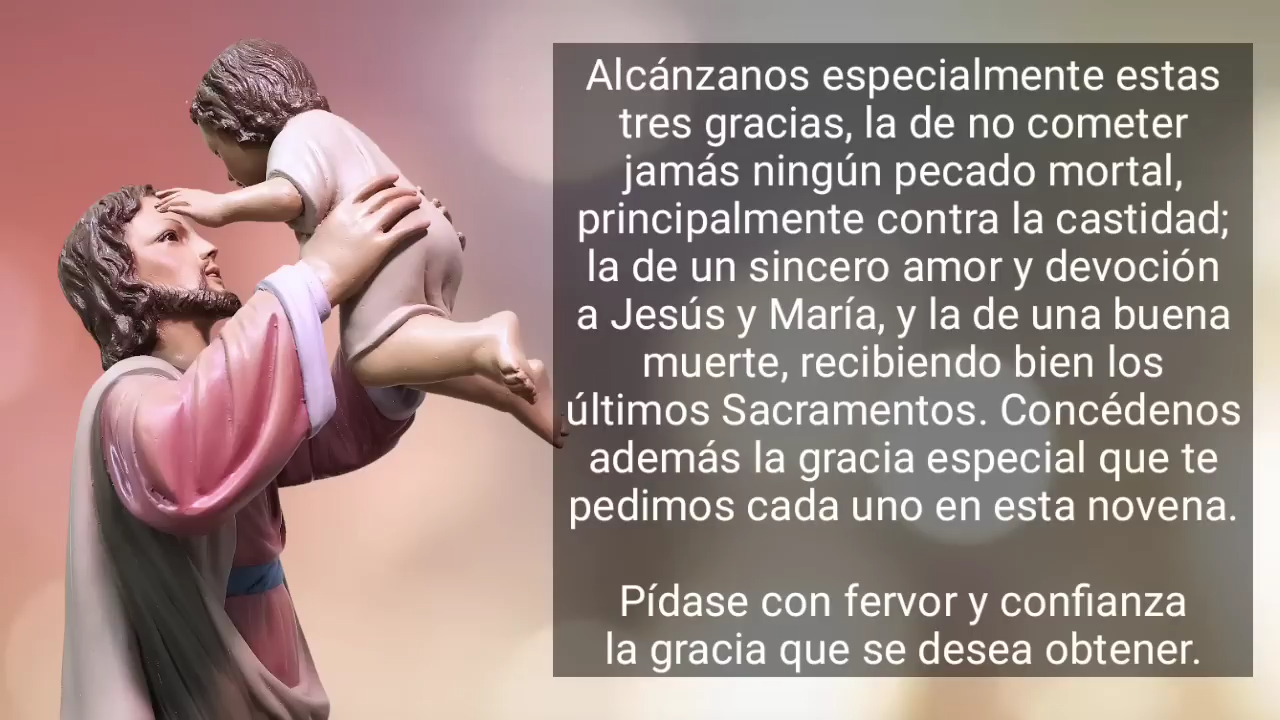 Alcánzanos especialmente estas
tres gracias, la de no cometer
jamás ningún pecado mortal,
principalmente contra la castidad;
la de un sincero amor y devoción
a Jesús y María, y la de una buena
muerte, recibiendo bien los
últimos Sacramentos. Concédenos
además la gracia especial que te
pedimos cada uno en esta novena.
Pídase con fervor y confianza
la gracia que se desea obtener.